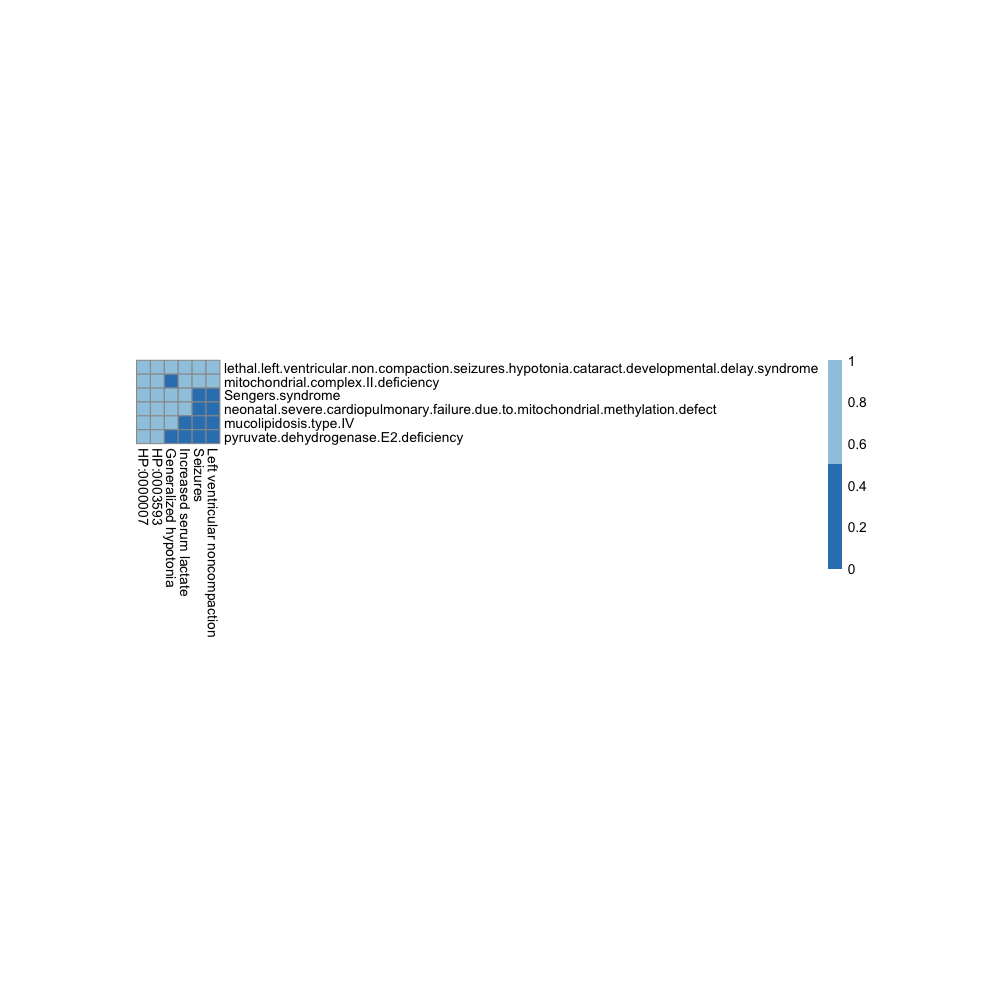 lethal.left.ventricular.non.compaction.seizures.hypotonia.cataract.developmental.delay.syndrome
mitochondrial.complex.II.deficiency
Sengers.syndrome
neonatal.severe.cardiopulmonary.failure.due.to.mitochondrial.methylation.defect
mucolipidosis.type.IV
pyruvate.dehydrogenase.E2.deficiency
HP:0000007
HP:0003593
Generalized hypotonia
Increased serum lactate
Seizures
Left ventricular noncompaction
1
0.8
0.6
0.4
0.2
0